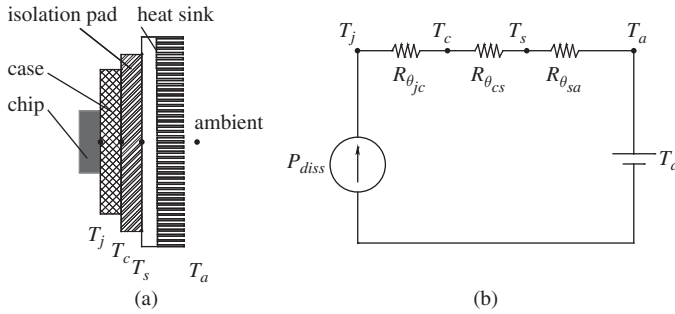 isolation pad
heat sink
case
chip
ambient
T_j
T_c
T_s
T_a
(a)
T_j
T_c
T_s
T_a
R_θjc
R_θcs
R_θsa
P_diss
T_a
(b)